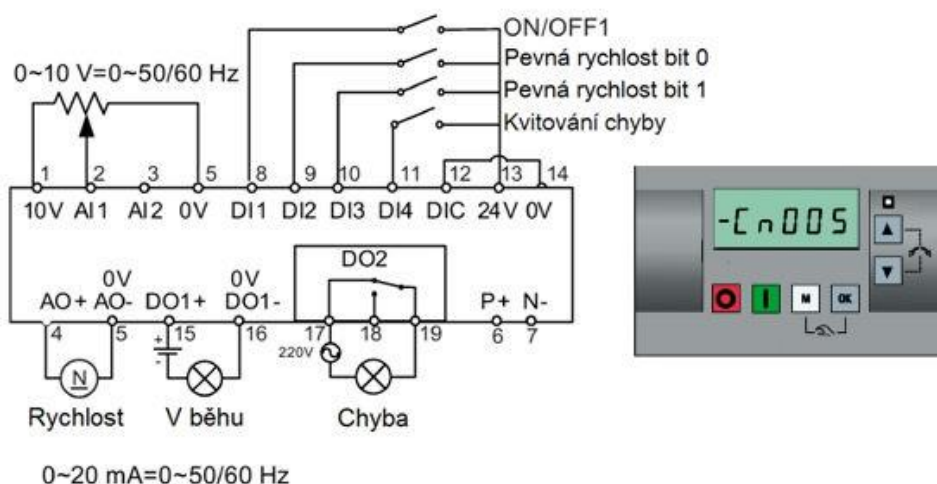 ON/OFF1
Pevná rychlost bit 0
0~10 V=0~50/60 Hz
Pevná rychlost bit 1
Kvitování chyby
1 2 3 5 8 9 10 11 12 13 14
10V AI1 AI2 0V DI1 DI2 DI3 DI4 DIC 24V 0V
-Cn005
DO2
0V 0V
AO+ AO- DO1+ DO1- P+ N-
4 5 15 16 17 18 19 6 7
+
-
220V
M OK
N
Rychlost V běhu Chyba
0~20 mA=0~50/60 Hz